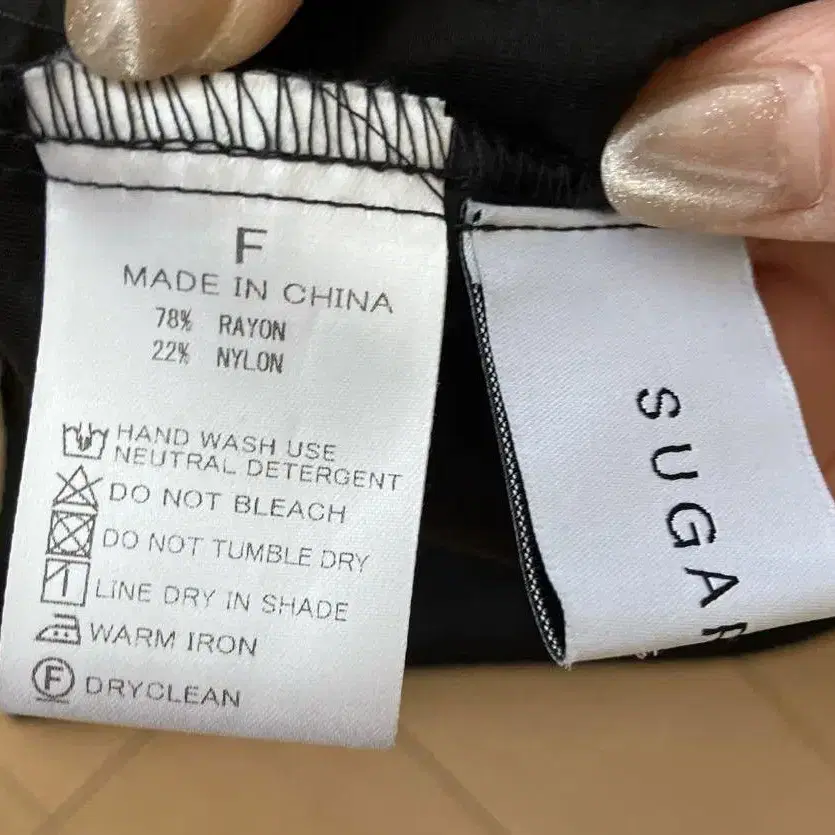 F
MADE IN CHINA
78% RAYON
22% NYLON
HAND WASH USE
NEUTRAL DETERGENT
DO NOT BLEACH
DO NOT TUMBLE DRY
LINE DRY IN SHADE
WARM IRON
F DRYCLEAN
SUGAR